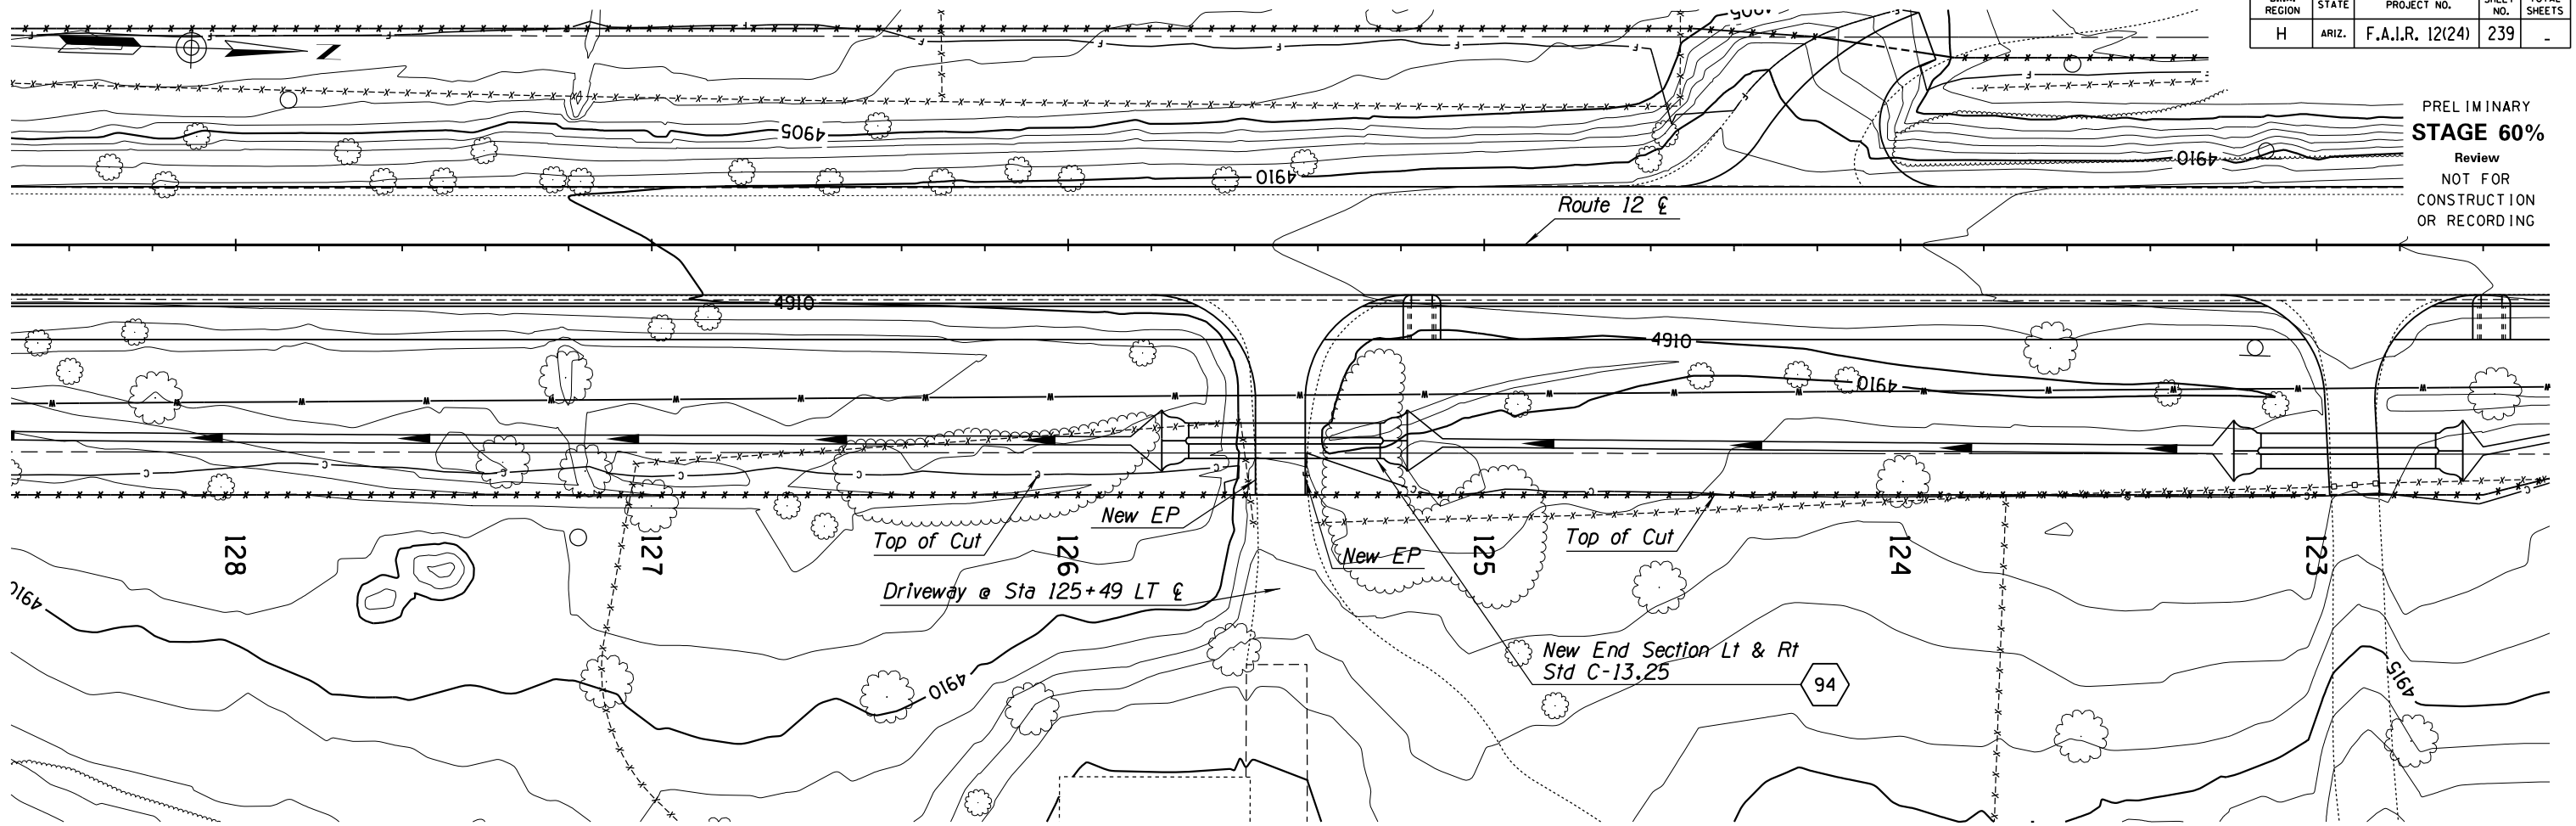 REGION STATE PROJECT NO. SHEET NO. TOTAL SHEETS
H ARIZ. F.A.I.R. 12(24) 239 -
PRELIMINARY
STAGE 60%
Review
NOT FOR
CONSTRUCTION
OR RECORDING
4905
4905
4910
4910
Route 12 ℄
4910
4910
4910
128
127
126
125
124
123
New EP
Top of Cut
New EP
Top of Cut
Driveway @ Sta 125+49 LT ℄
4910
4910
New End Section Lt & Rt
Std C-13.25
94
4915